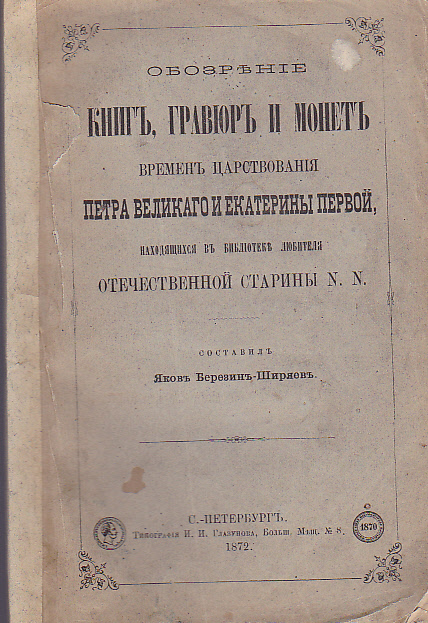 ОБОЗРѢНІЕ
КНИГЪ, ГРАВЮРЪ И МОНЕТЪ
ВРЕМЕНЪ ЦАРСТВОВАНІЯ
ПЕТРА ВЕЛИКАГО И ЕКАТЕРИНЫ ПЕРВОЙ,
НАХОДЯЩИХСЯ ВЪ БИБЛІОТЕКѢ ЛЮБИТЕЛЯ
ОТЕЧЕСТВЕННОЙ СТАРИНЫ N. N.
СОСТАВИЛЪ
Яковъ Березинъ-Ширяевъ.
С.-ПЕТЕРБУРГЪ.
Типографія И. И. Глазунова, Больш. Мѣщ. № 8.
1872.
1870